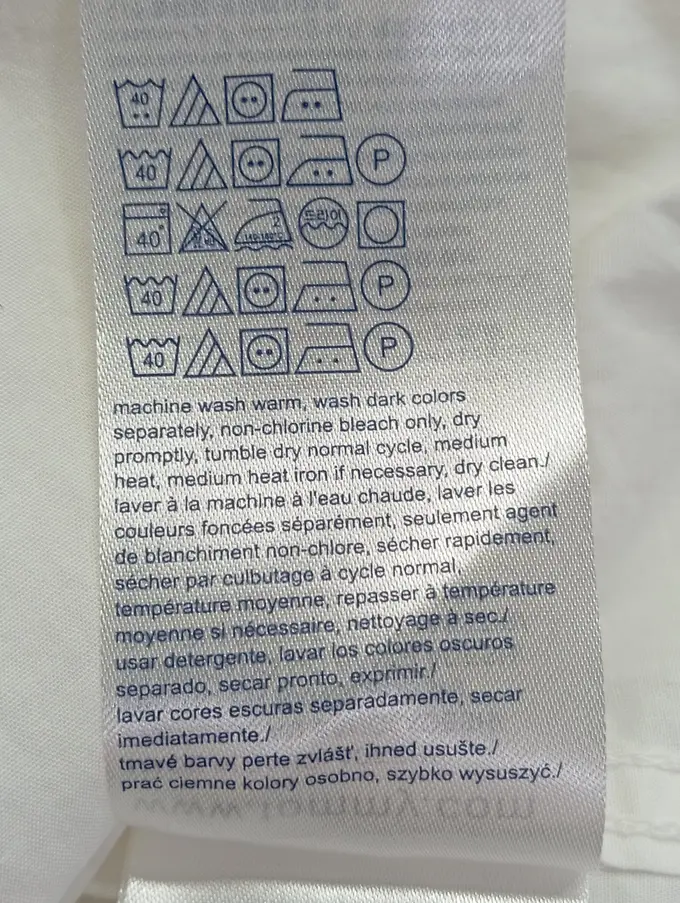 40
40 P
40° 2 드라이
40 P
40 P
machine wash warm, wash dark colors
separately, non-chlorine bleach only, dry
promptly, tumble dry normal cycle, medium
heat, medium heat iron if necessary, dry clean./
laver à la machine à l'eau chaude, laver les
couleurs foncées séparément, seulement agent
de blanchiment non-chlore, sécher rapidement,
sécher par culbutage à cycle normal,
température moyenne, repasser à température
moyenne si nécessaire, nettoyage à sec./
usar detergente, lavar los colores oscuros
separado, secar pronto, exprimir./
lavar cores escuras separadamente, secar
imediatamente./
tmavé barvy perte zvlášť, ihned usušte./
prać ciemne kolory osobno, szybko wysuszyć./